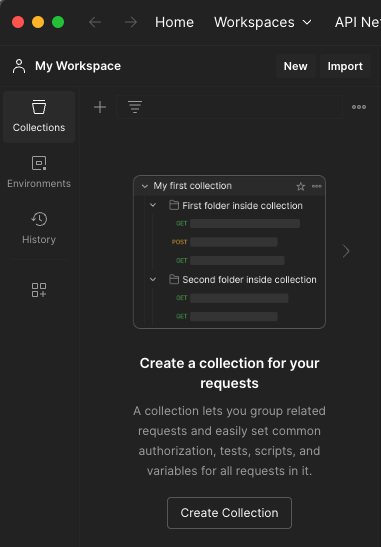 Home Workspaces API Net
My Workspace New Import
Collections
Environments
History
My first collection
First folder inside collection
GET
POST
GET
Second folder inside collection
GET
GET
Create a collection for your
requests
A collection lets you group related
requests and easily set common
authorization, tests, scripts, and
variables for all requests in it.
Create Collection